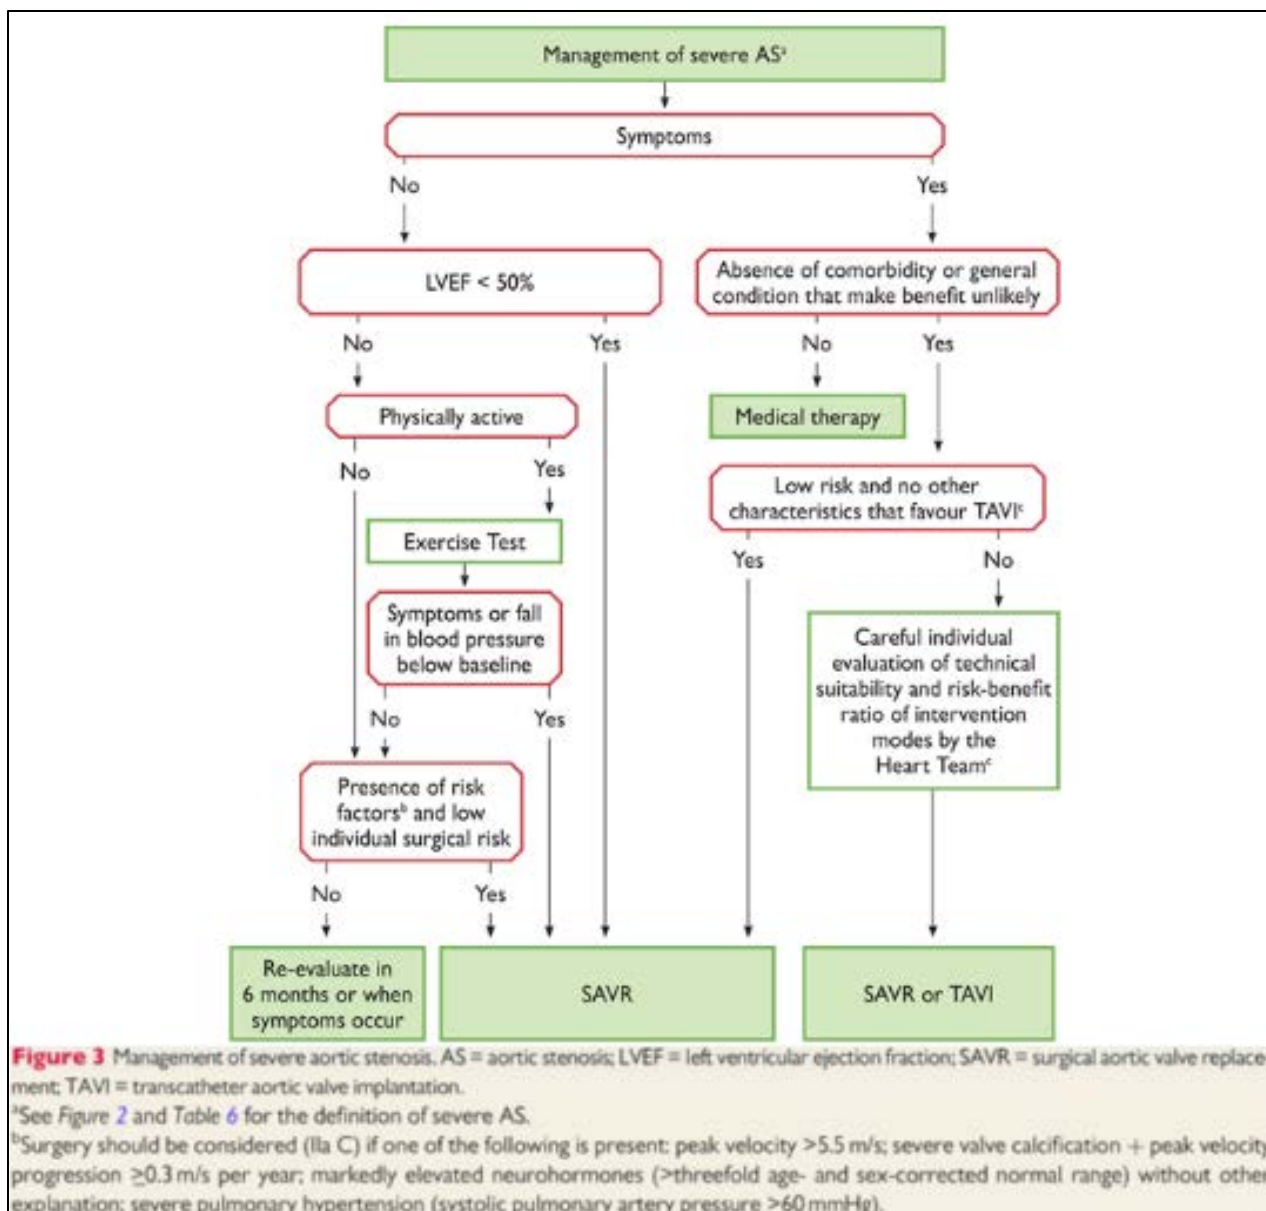 Management of severe ASᵃ
Symptoms
No
Yes
LVEF < 50%
Absence of comorbidity or general
condition that make benefit unlikely
No
Yes
No
Yes
Physically active
Medical therapy
No
Yes
Low risk and no other
characteristics that favour TAVIᶜ
Exercise Test
Yes
No
Symptoms or fall
in blood pressure
below baseline
Careful individual
evaluation of technical
suitability and risk-benefit
ratio of intervention
modes by the
Heart Teamᶜ
No
Yes
Presence of risk
factorsᵇ and low
individual surgical risk
No
Yes
Re-evaluate in
6 months or when
symptoms occur
SAVR
SAVR or TAVI
Figure 3 Management of severe aortic stenosis. AS = aortic stenosis; LVEF = left ventricular ejection fraction; SAVR = surgical aortic valve replace-
ment; TAVI = transcatheter aortic valve implantation.
ᵃSee Figure 2 and Table 6 for the definition of severe AS.
ᵇSurgery should be considered (IIa C) if one of the following is present: peak velocity >5.5 m/s; severe valve calcification + peak velocity
progression ≥0.3 m/s per year; markedly elevated neurohormones (>threefold age- and sex-corrected normal range) without other
explanation; severe pulmonary hypertension (systolic pulmonary artery pressure >60 mmHg).